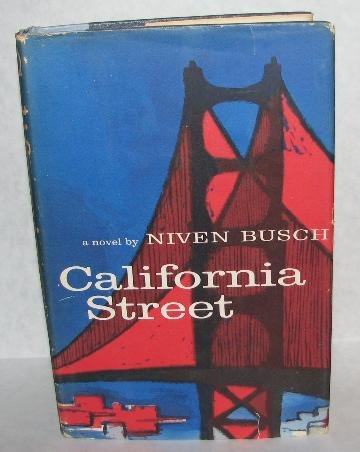 a novel by NIVEN BUSCH
California
Street